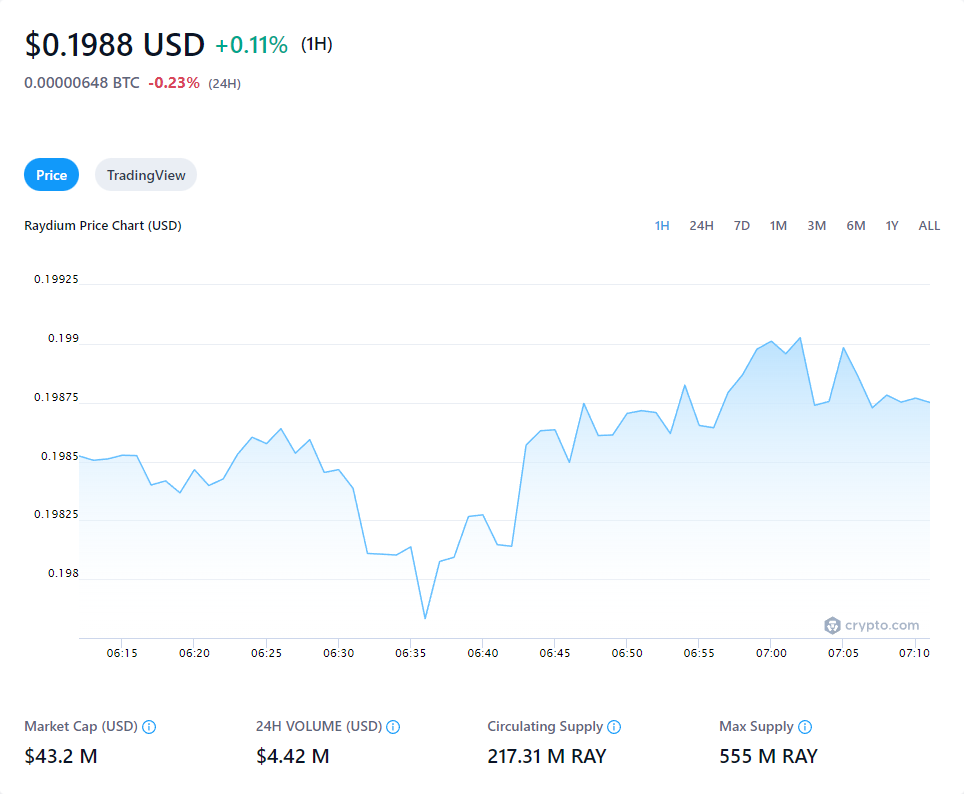 $0.1988 USD +0.11% (1H)
0.00000648 BTC -0.23% (24H)
Price TradingView
Raydium Price Chart (USD) 1H 24H 7D 1M 3M 6M 1Y ALL
0.19925
0.199
0.19875
0.1985
0.19825
0.198
crypto.com
06:15 06:20 06:25 06:30 06:35 06:40 06:45 06:50 06:55 07:00 07:05 07:10
Market Cap (USD) 24H VOLUME (USD) Circulating Supply Max Supply
$43.2 M $4.42 M 217.31 M RAY 555 M RAY